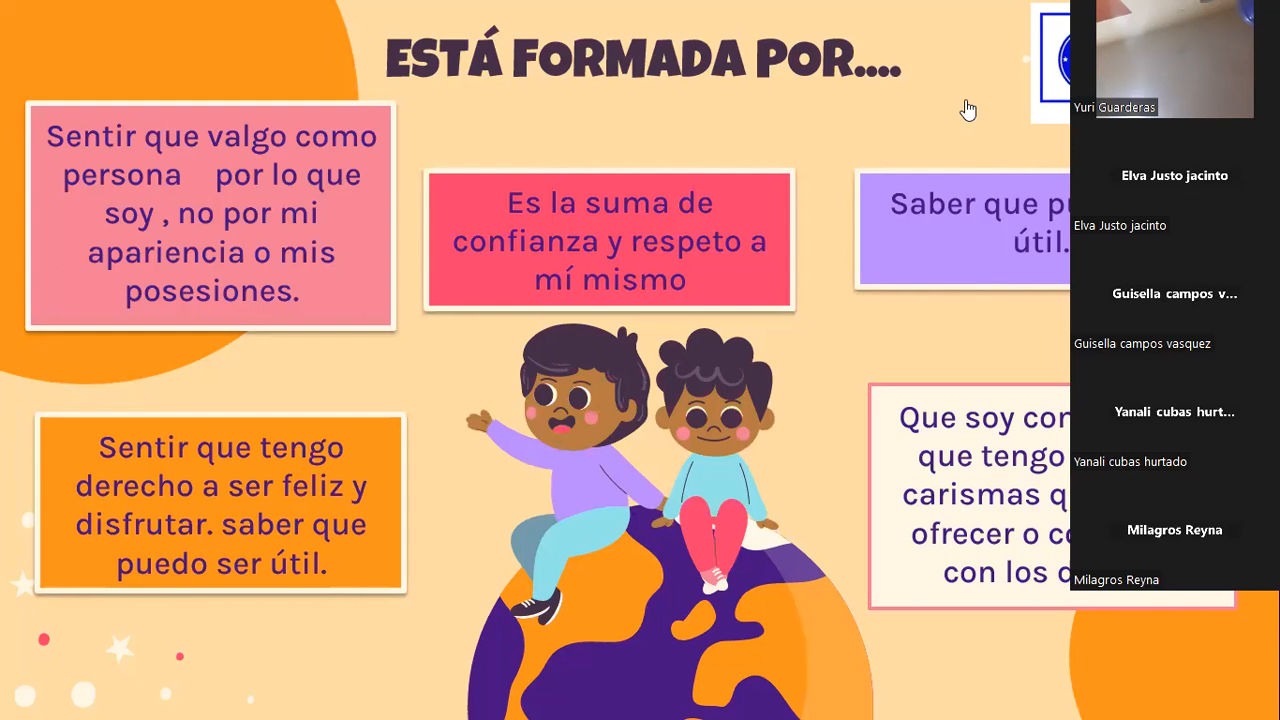 ESTÁ FORMADA POR....
Sentir que valgo como
persona por lo que
soy , no por mi
apariencia o mis
posesiones.
Es la suma de
confianza y respeto a
mí mismo
Saber que
útil.
Sentir que tengo
derecho a ser feliz y
disfrutar. saber que
puedo ser útil.
Que soy
que tengo
carismas
ofrecer o
con los
Yuri Guarderas
Elva Justo jacinto
Elva Justo jacinto
Guisella campos v...
Guisella campos vasquez
Yanali cubas hurt...
Yanali cubas hurtado
Milagros Reyna
Milagros Reyna